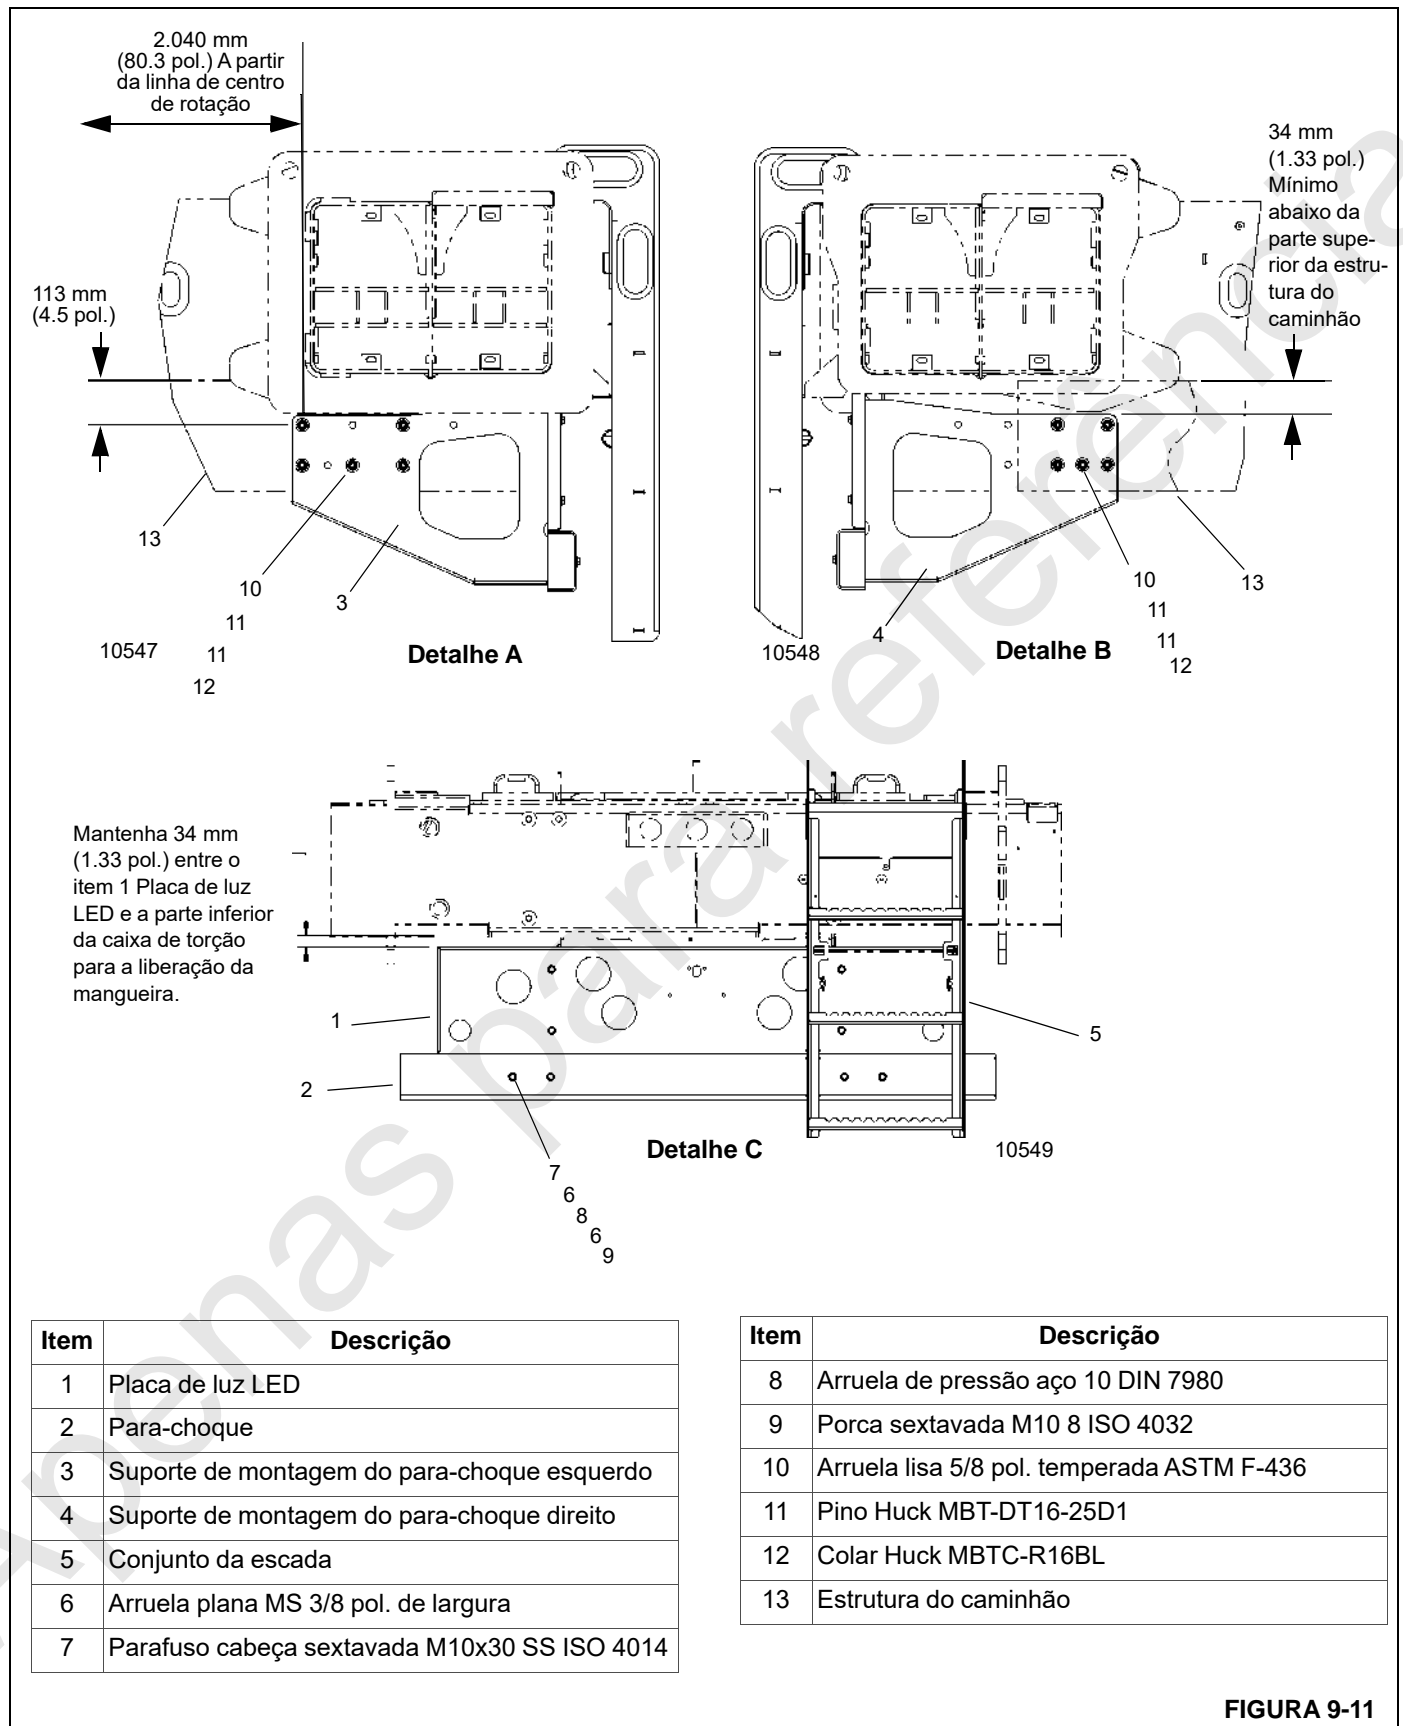 2.040 mm
(80.3 pol.) A partir
da linha de centro
de rotação
34 mm
(1.33 pol.)
Mínimo
abaixo da
parte supe-
rior da estru-
tura do
caminhão
113 mm
(4.5 pol.)
13
10
3
11
10547
11
12
Detalhe A
10
13
11
4
11
10548
Detalhe B
12
Mantenha 34 mm
(1.33 pol.) entre o
item 1 Placa de luz
LED e a parte inferior
da caixa de torção
para a liberação da
mangueira.
1
5
2
Detalhe C
10549
7
6
8
6
9
Item Descrição
1 Placa de luz LED
2 Para-choque
3 Suporte de montagem do para-choque esquerdo
4 Suporte de montagem do para-choque direito
5 Conjunto da escada
6 Arruela plana MS 3/8 pol. de largura
7 Parafuso cabeça sextavada M10x30 SS ISO 4014
Item Descrição
8 Arruela de pressão aço 10 DIN 7980
9 Porca sextavada M10 8 ISO 4032
10 Arruela lisa 5/8 pol. temperada ASTM F-436
11 Pino Huck MBT-DT16-25D1
12 Colar Huck MBTC-R16BL
13 Estrutura do caminhão
FIGURA 9-11
Apenas para referência